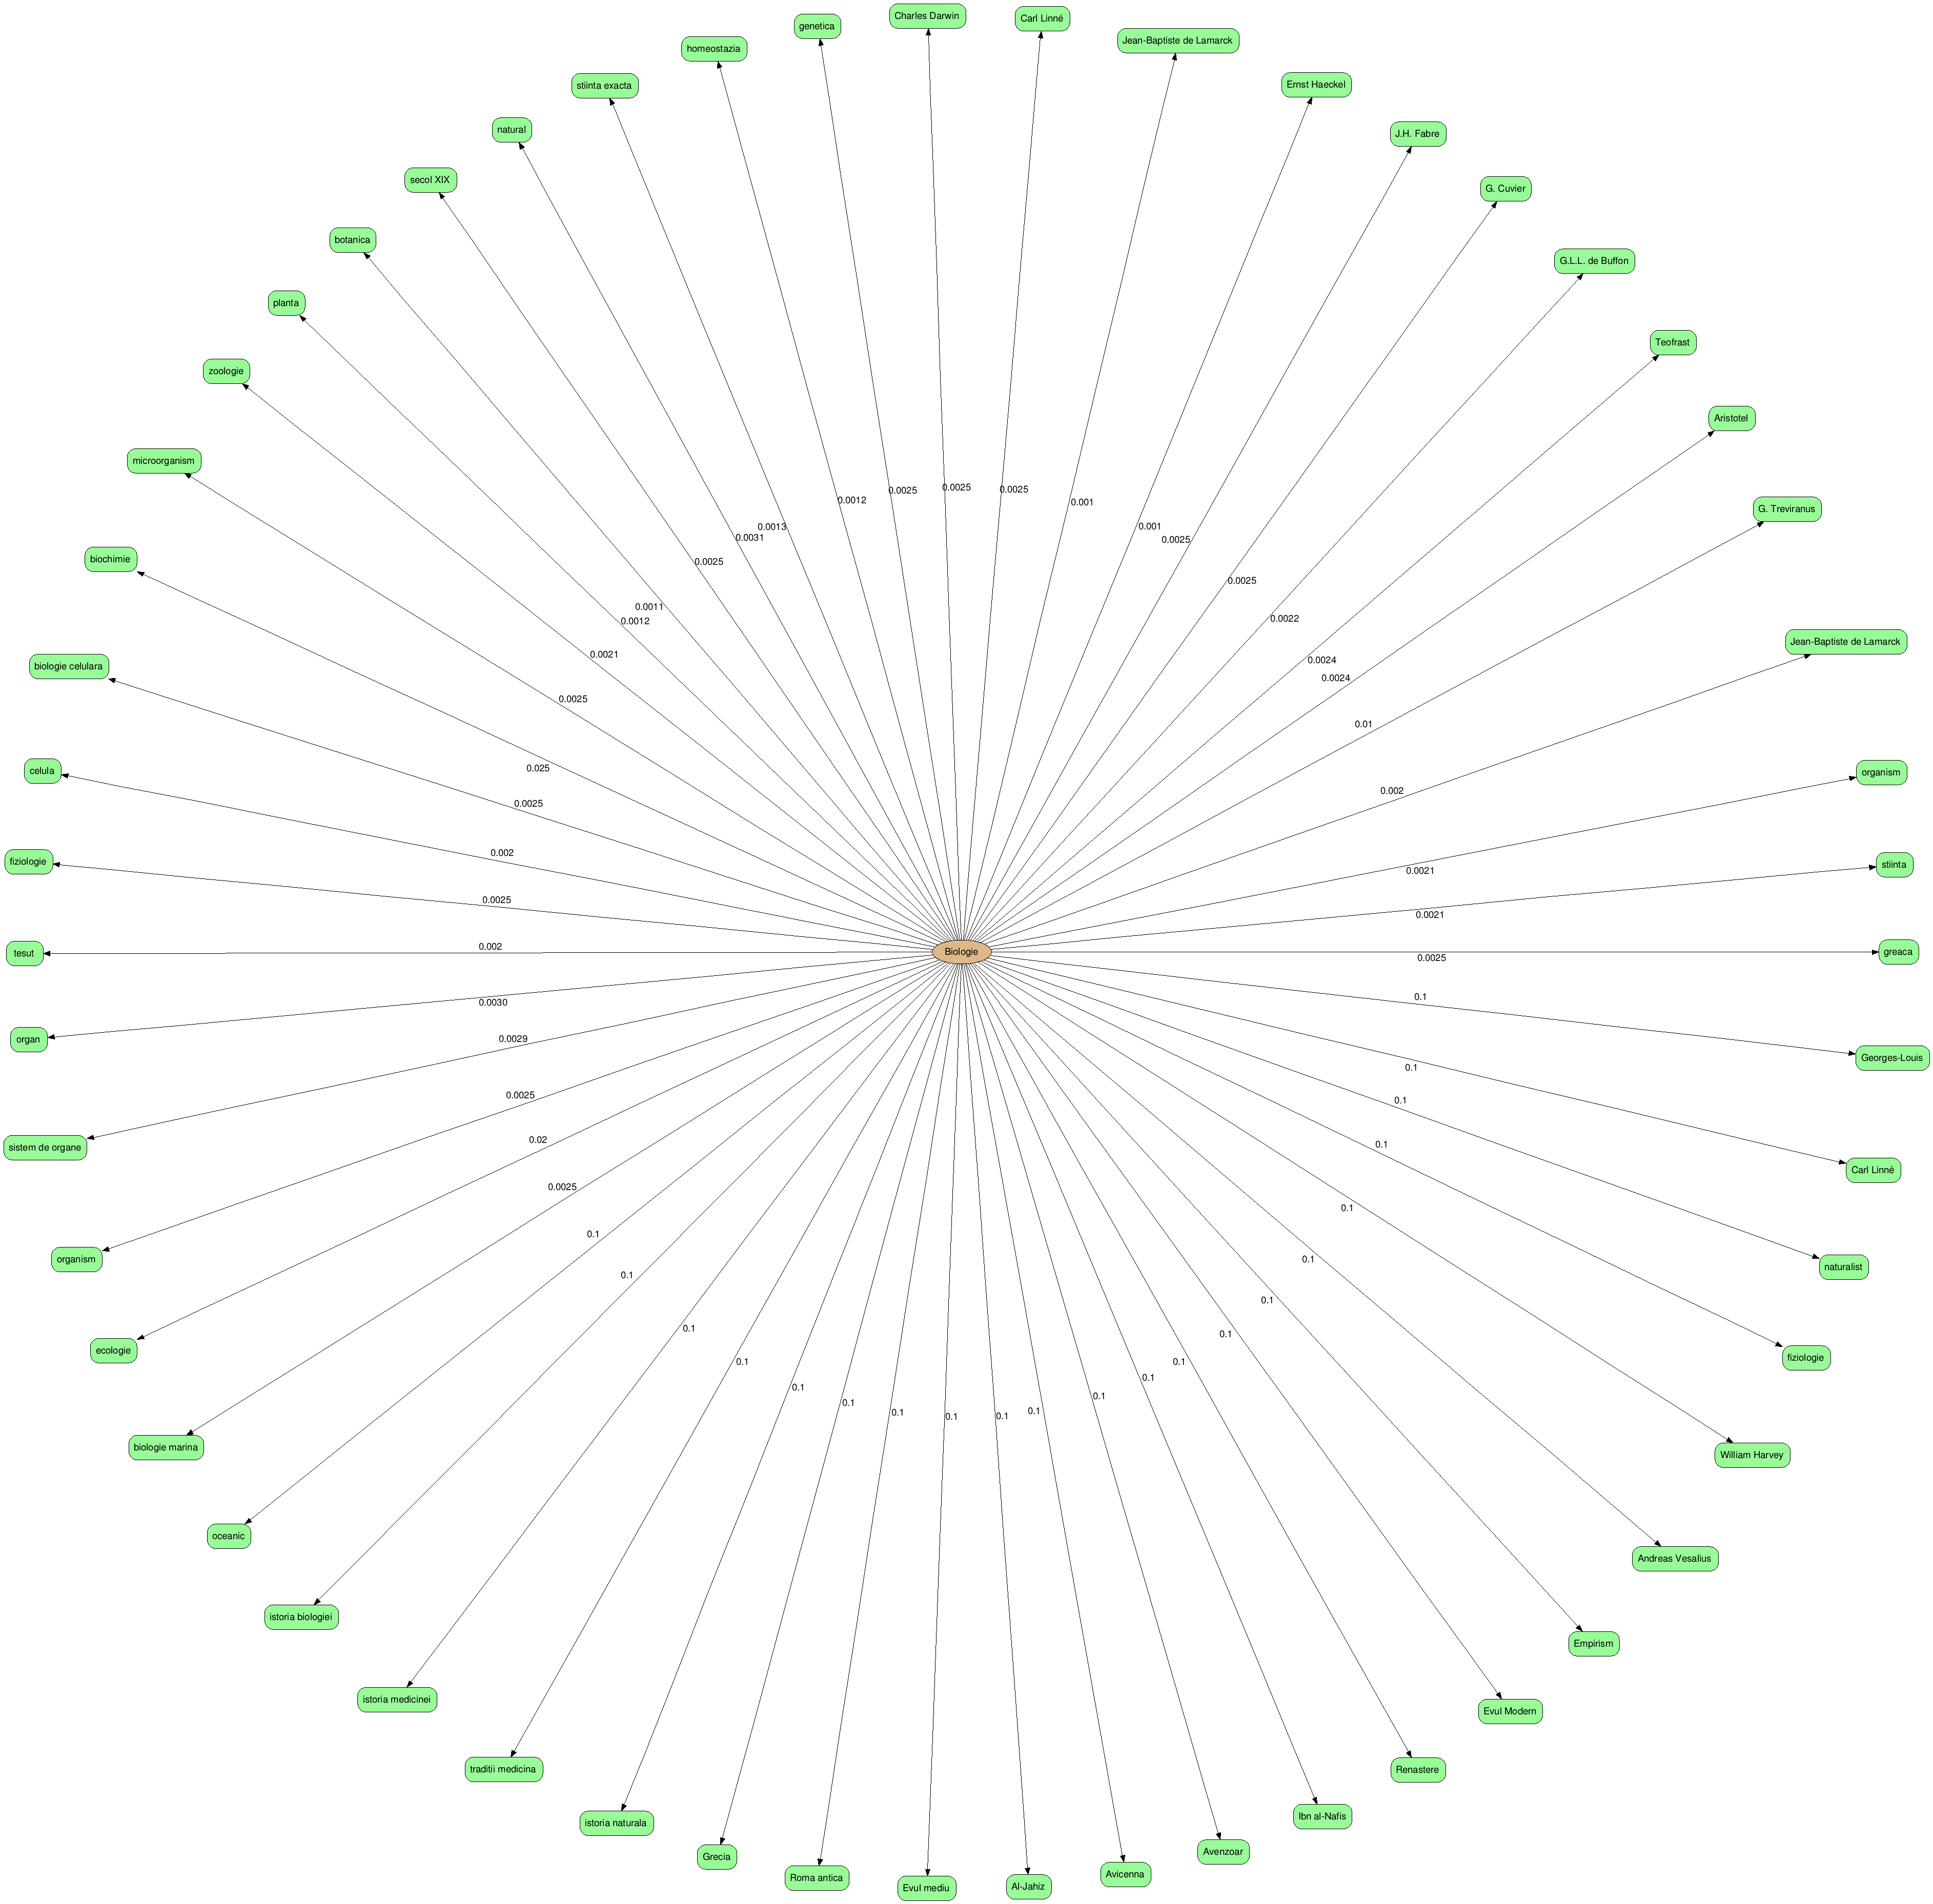 Charles Darwin
Carl Linné
genetica
Jean-Baptiste de Lamarck
homeostazia
stiinta exacta
Ernst Haeckel
natural
J.H. Fabre
secol XIX
G. Cuvier
botanica
G.L.L. de Buffon
planta
Teofrast
zoologie
Aristotel
microorganism
0.0025
0.0025
0.0025
0.0012
0.001
G. Treviranus
0.0013
0.001
0.0031
0.0025
biochimie
0.0025
0.0025
0.0011
0.0012
0.0022
Jean-Baptiste de Lamarck
0.0021
0.0024
biologie celulara
0.0024
0.0025
0.01
0.025
celula
organism
0.002
0.0025
0.002
fiziologie
stiinta
0.0021
0.0025
0.0021
tesut
0.002
Biologie
greaca
0.0025
0.0030
0.1
organ
0.0029
Georges-Louis
0.1
0.0025
0.1
sistem de organe
0.02
0.1
Carl Linné
0.0025
0.1
0.1
organism
0.1
naturalist
0.1
0.1
0.1
0.1
ecologie
fiziologie
0.1
0.1
0.1
0.1
0.1
0.1
0.1
0.1
0.1
0.1
biologie marina
William Harvey
oceanic
Andreas Vesalius
istoria biologiei
Empirism
istoria medicinei
Evul Modern
traditii medicina
Renastere
Ibn al-Nafis
istoria naturala
Avenzoar
Grecia
Avicenna
Roma antica
Al-Jahiz
Evul mediu